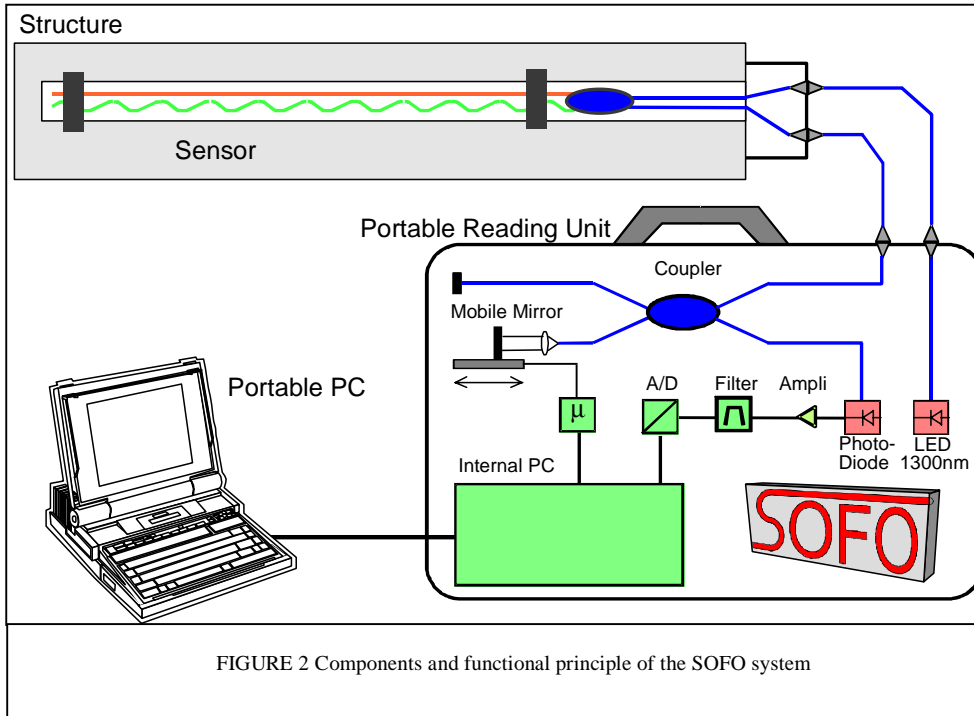 Structure
Sensor
Portable Reading Unit
Coupler
Mobile Mirror
Portable PC
A/D
Filter
Ampli
μ
Photo-
Diode
LED
1300nm
Internal PC
SOFO
FIGURE 2 Components and functional principle of the SOFO system